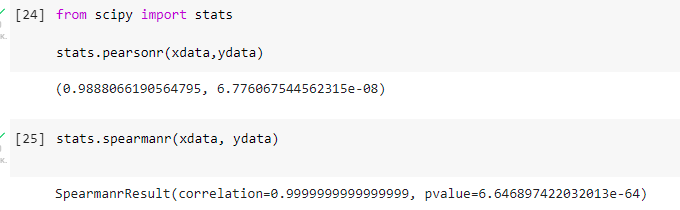 [24] from scipy import stats
stats.pearsonr(xdata,ydata)
(0.9888066190564795, 6.776067544562315e-08)
[25] stats.spearmanr(xdata, ydata)
SpearmanrResult(correlation=0.9999999999999999, pvalue=6.646897422032013e-64)